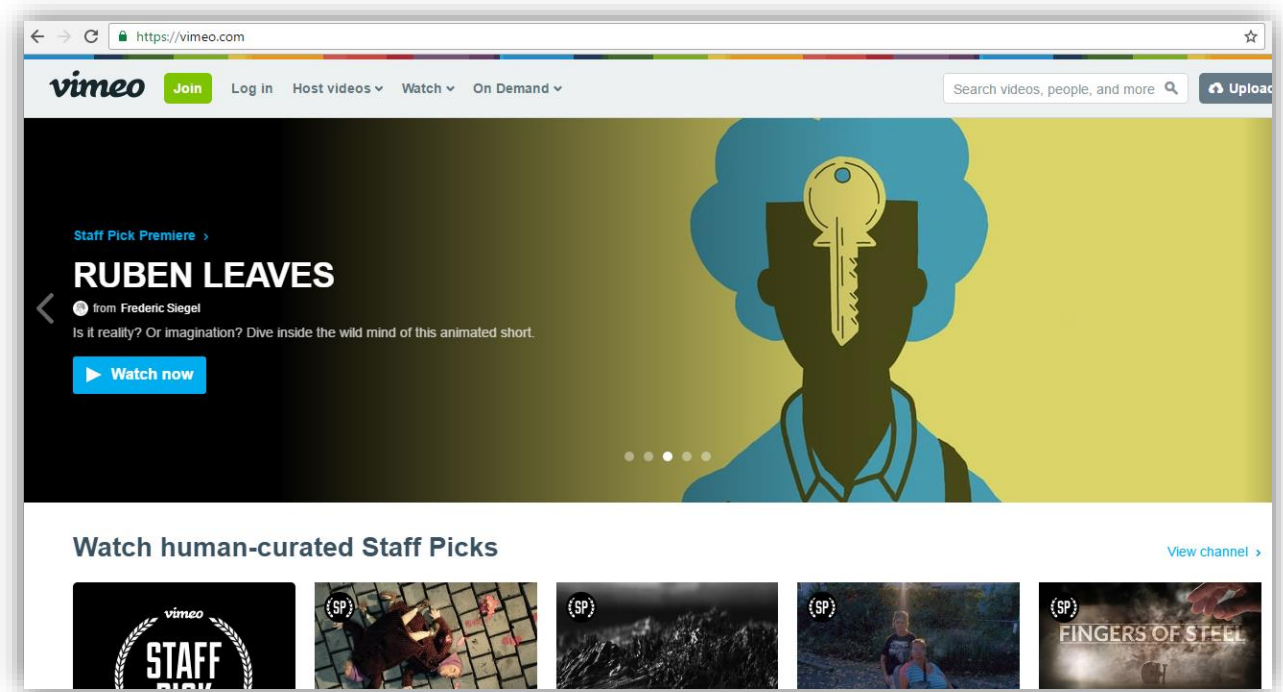 https://vimeo.com
vimeo Join Log in Host videos Watch On Demand Search videos, people, and more Upload
Staff Pick Premiere >
RUBEN LEAVES
from Frederic Siegel
Is it reality? Or imagination? Dive inside the wild mind of this animated short.
Watch now
Watch human-curated Staff Picks
View channel >
vimeo
STAFF
PICK
SP
SP
SP
SP
FINGERS OF STEEL